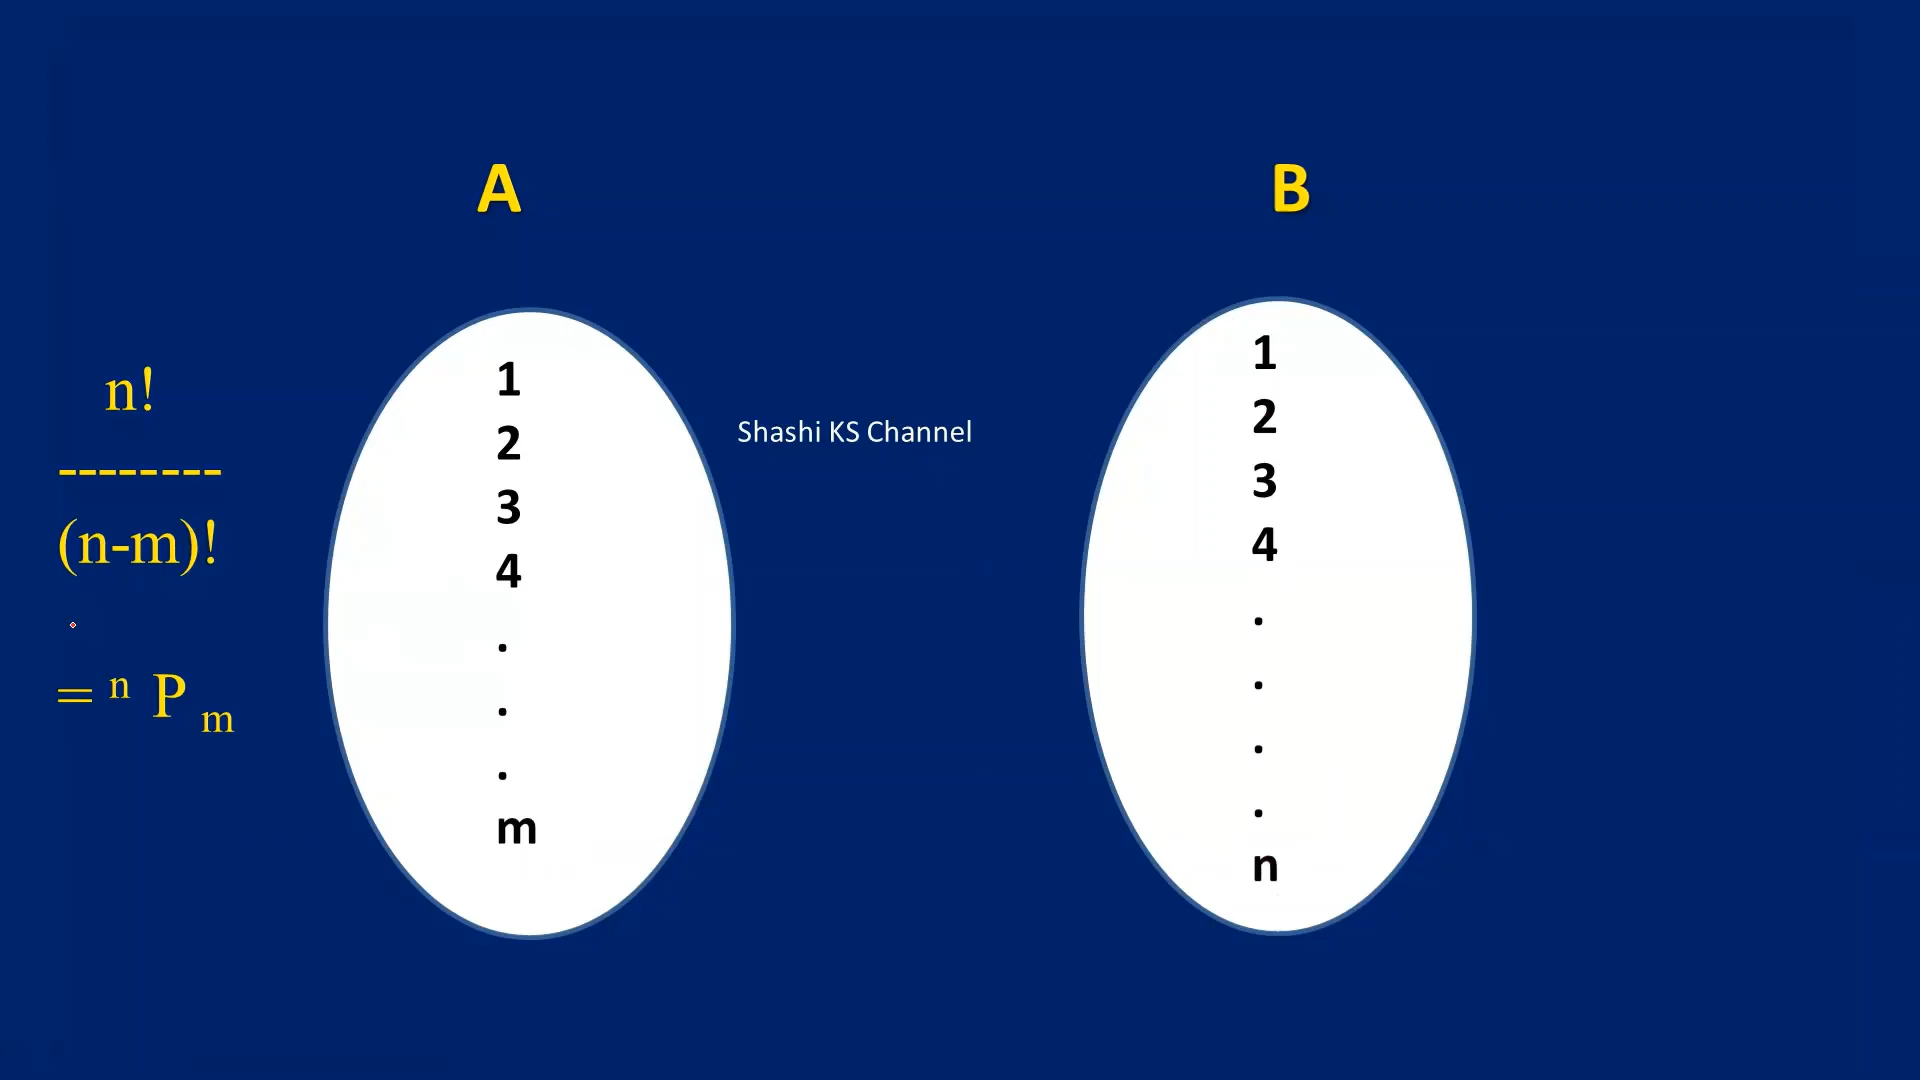 A
B
n!
--------
(n-m)!
= n P m
1
2
3
4
.
.
.
m
Shashi KS Channel
1
2
3
4
.
.
.
.
n